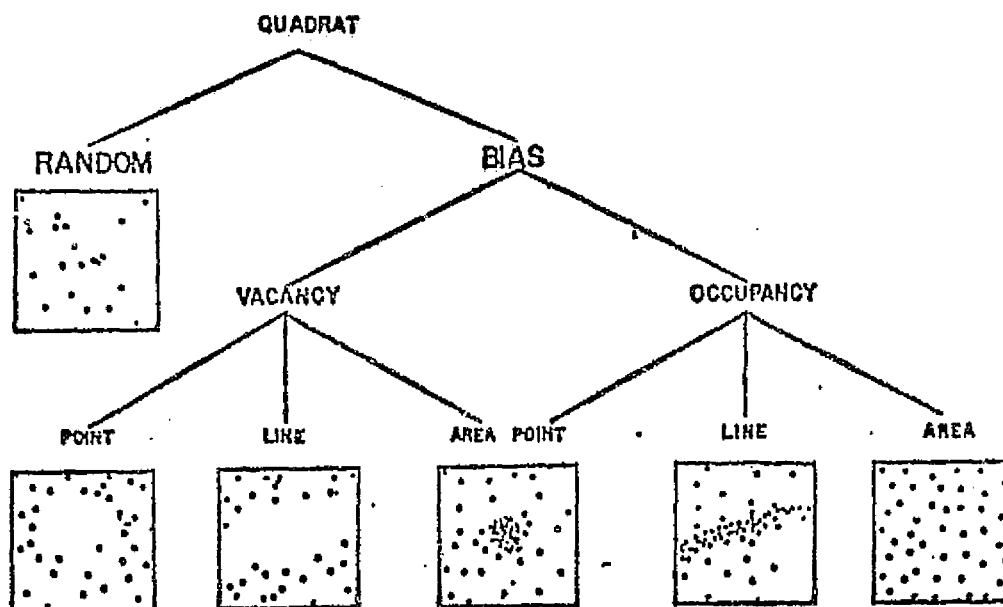 QUADRAT
RANDOM
BIAS
VACANCY
OCCUPANCY
POINT
LINE
AREA
POINT
LINE
AREA